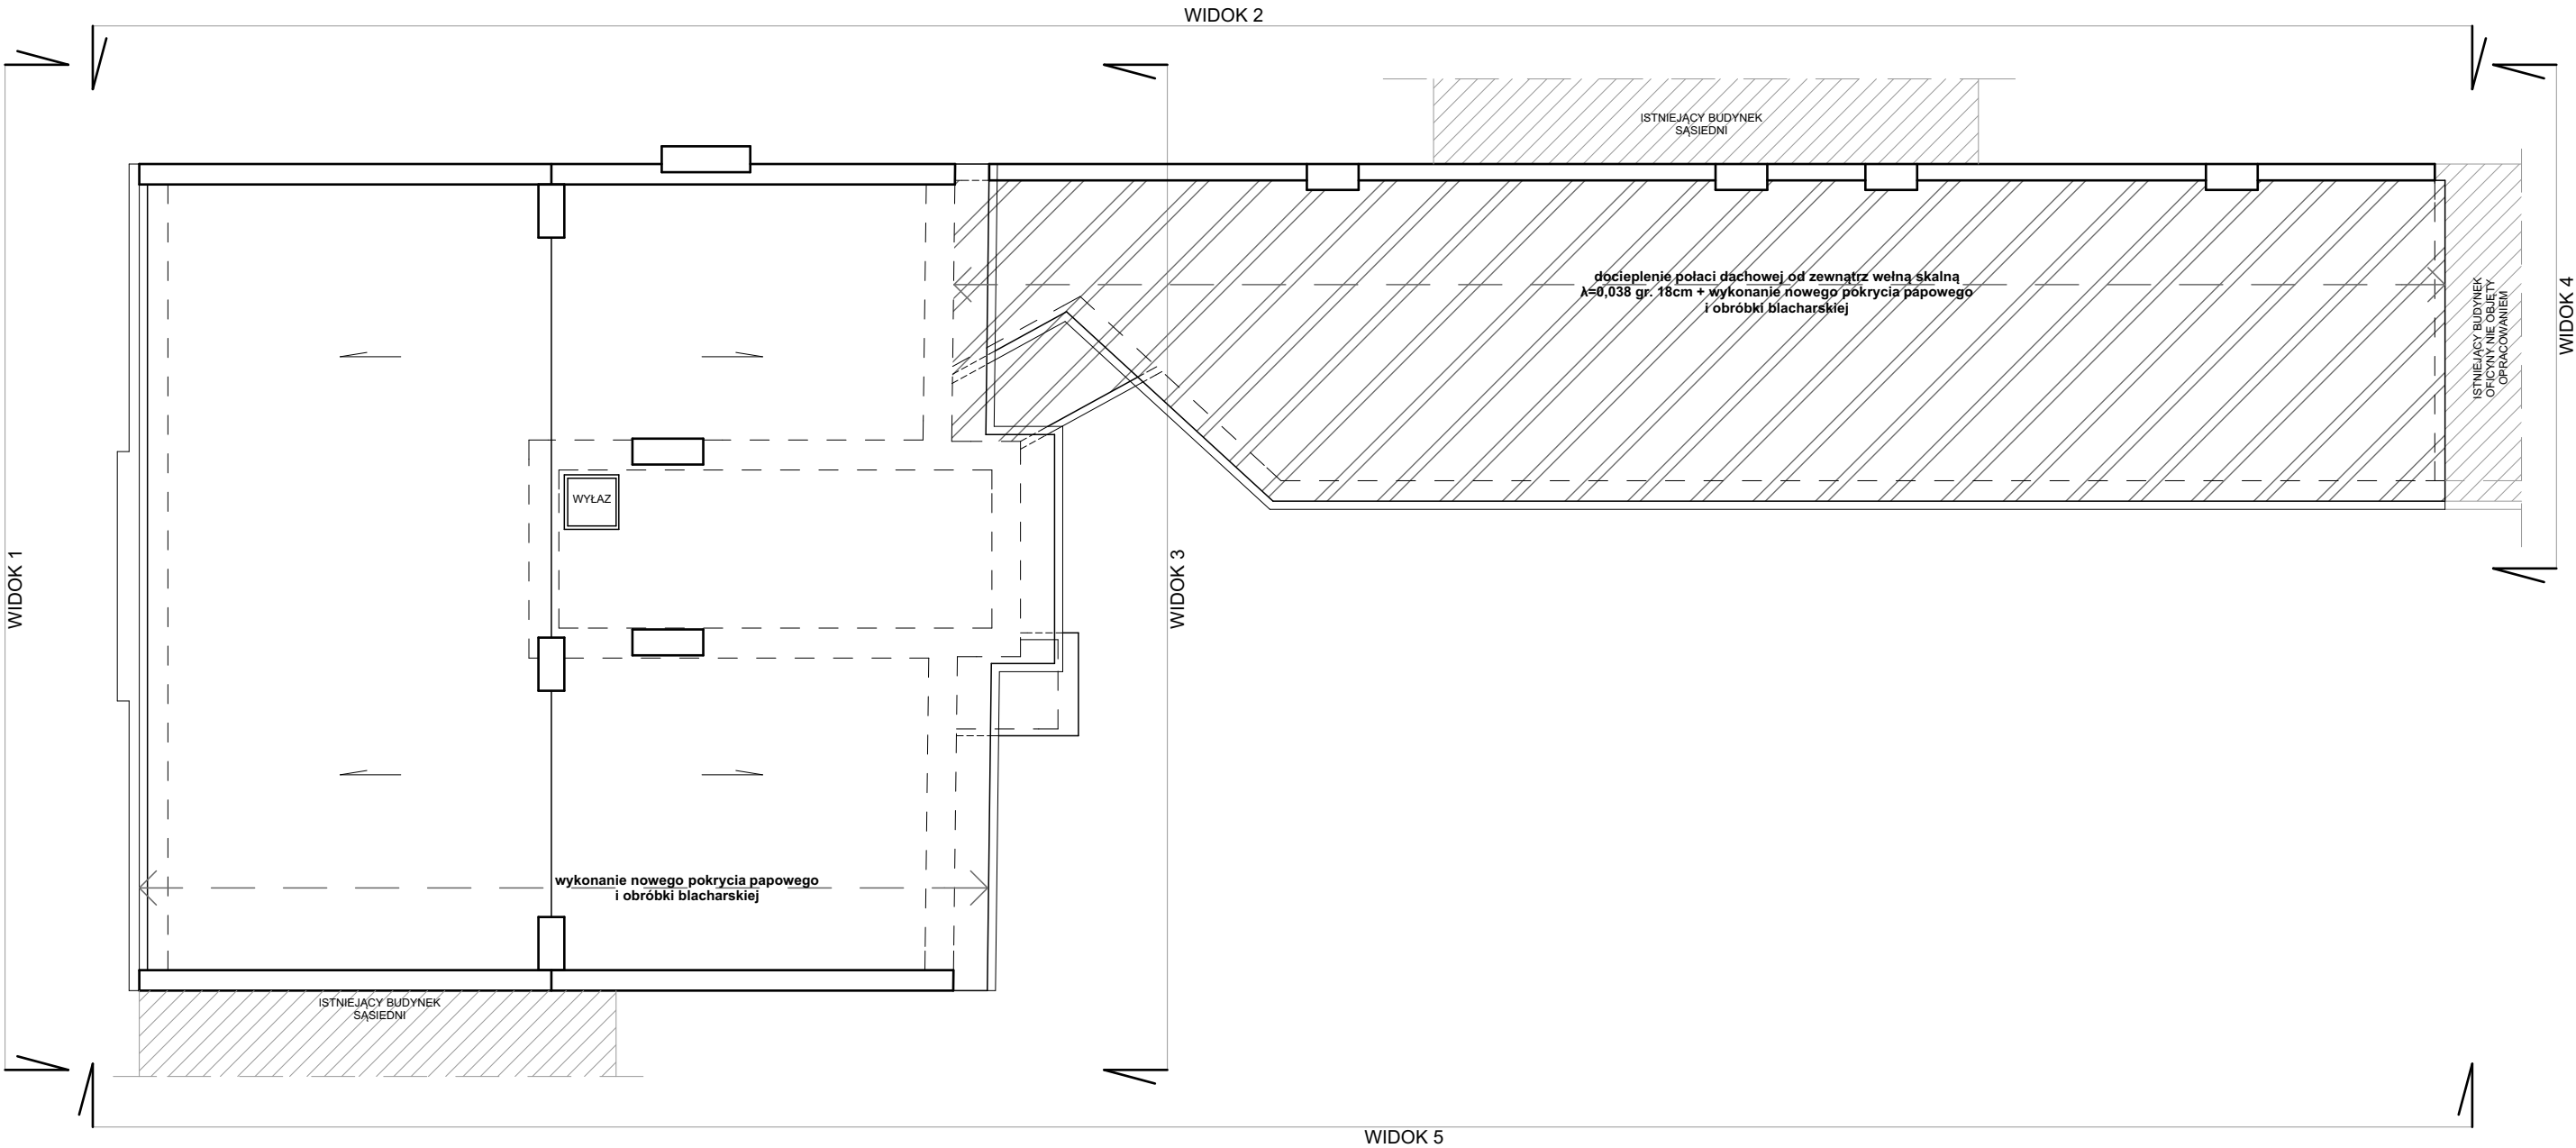 WIDOK 2
ISTNIEJĄCY BUDYNEK
SĄSIEDNI
docieplenie połaci dachowej od zewnątrz wełną skalną
λ=0,038 gr. 18cm + wykonanie nowego pokrycia papowego
i obróbki blacharskiej
ISTNIEJĄCY BUDYNEK
OFICYNY NIE OBJĘTY
OPRACOWANIEM
WIDOK 4
WYŁAZ
WIDOK 1
WIDOK 3
wykonanie nowego pokrycia papowego
i obróbki blacharskiej
ISTNIEJĄCY BUDYNEK
SĄSIEDNI
WIDOK 5